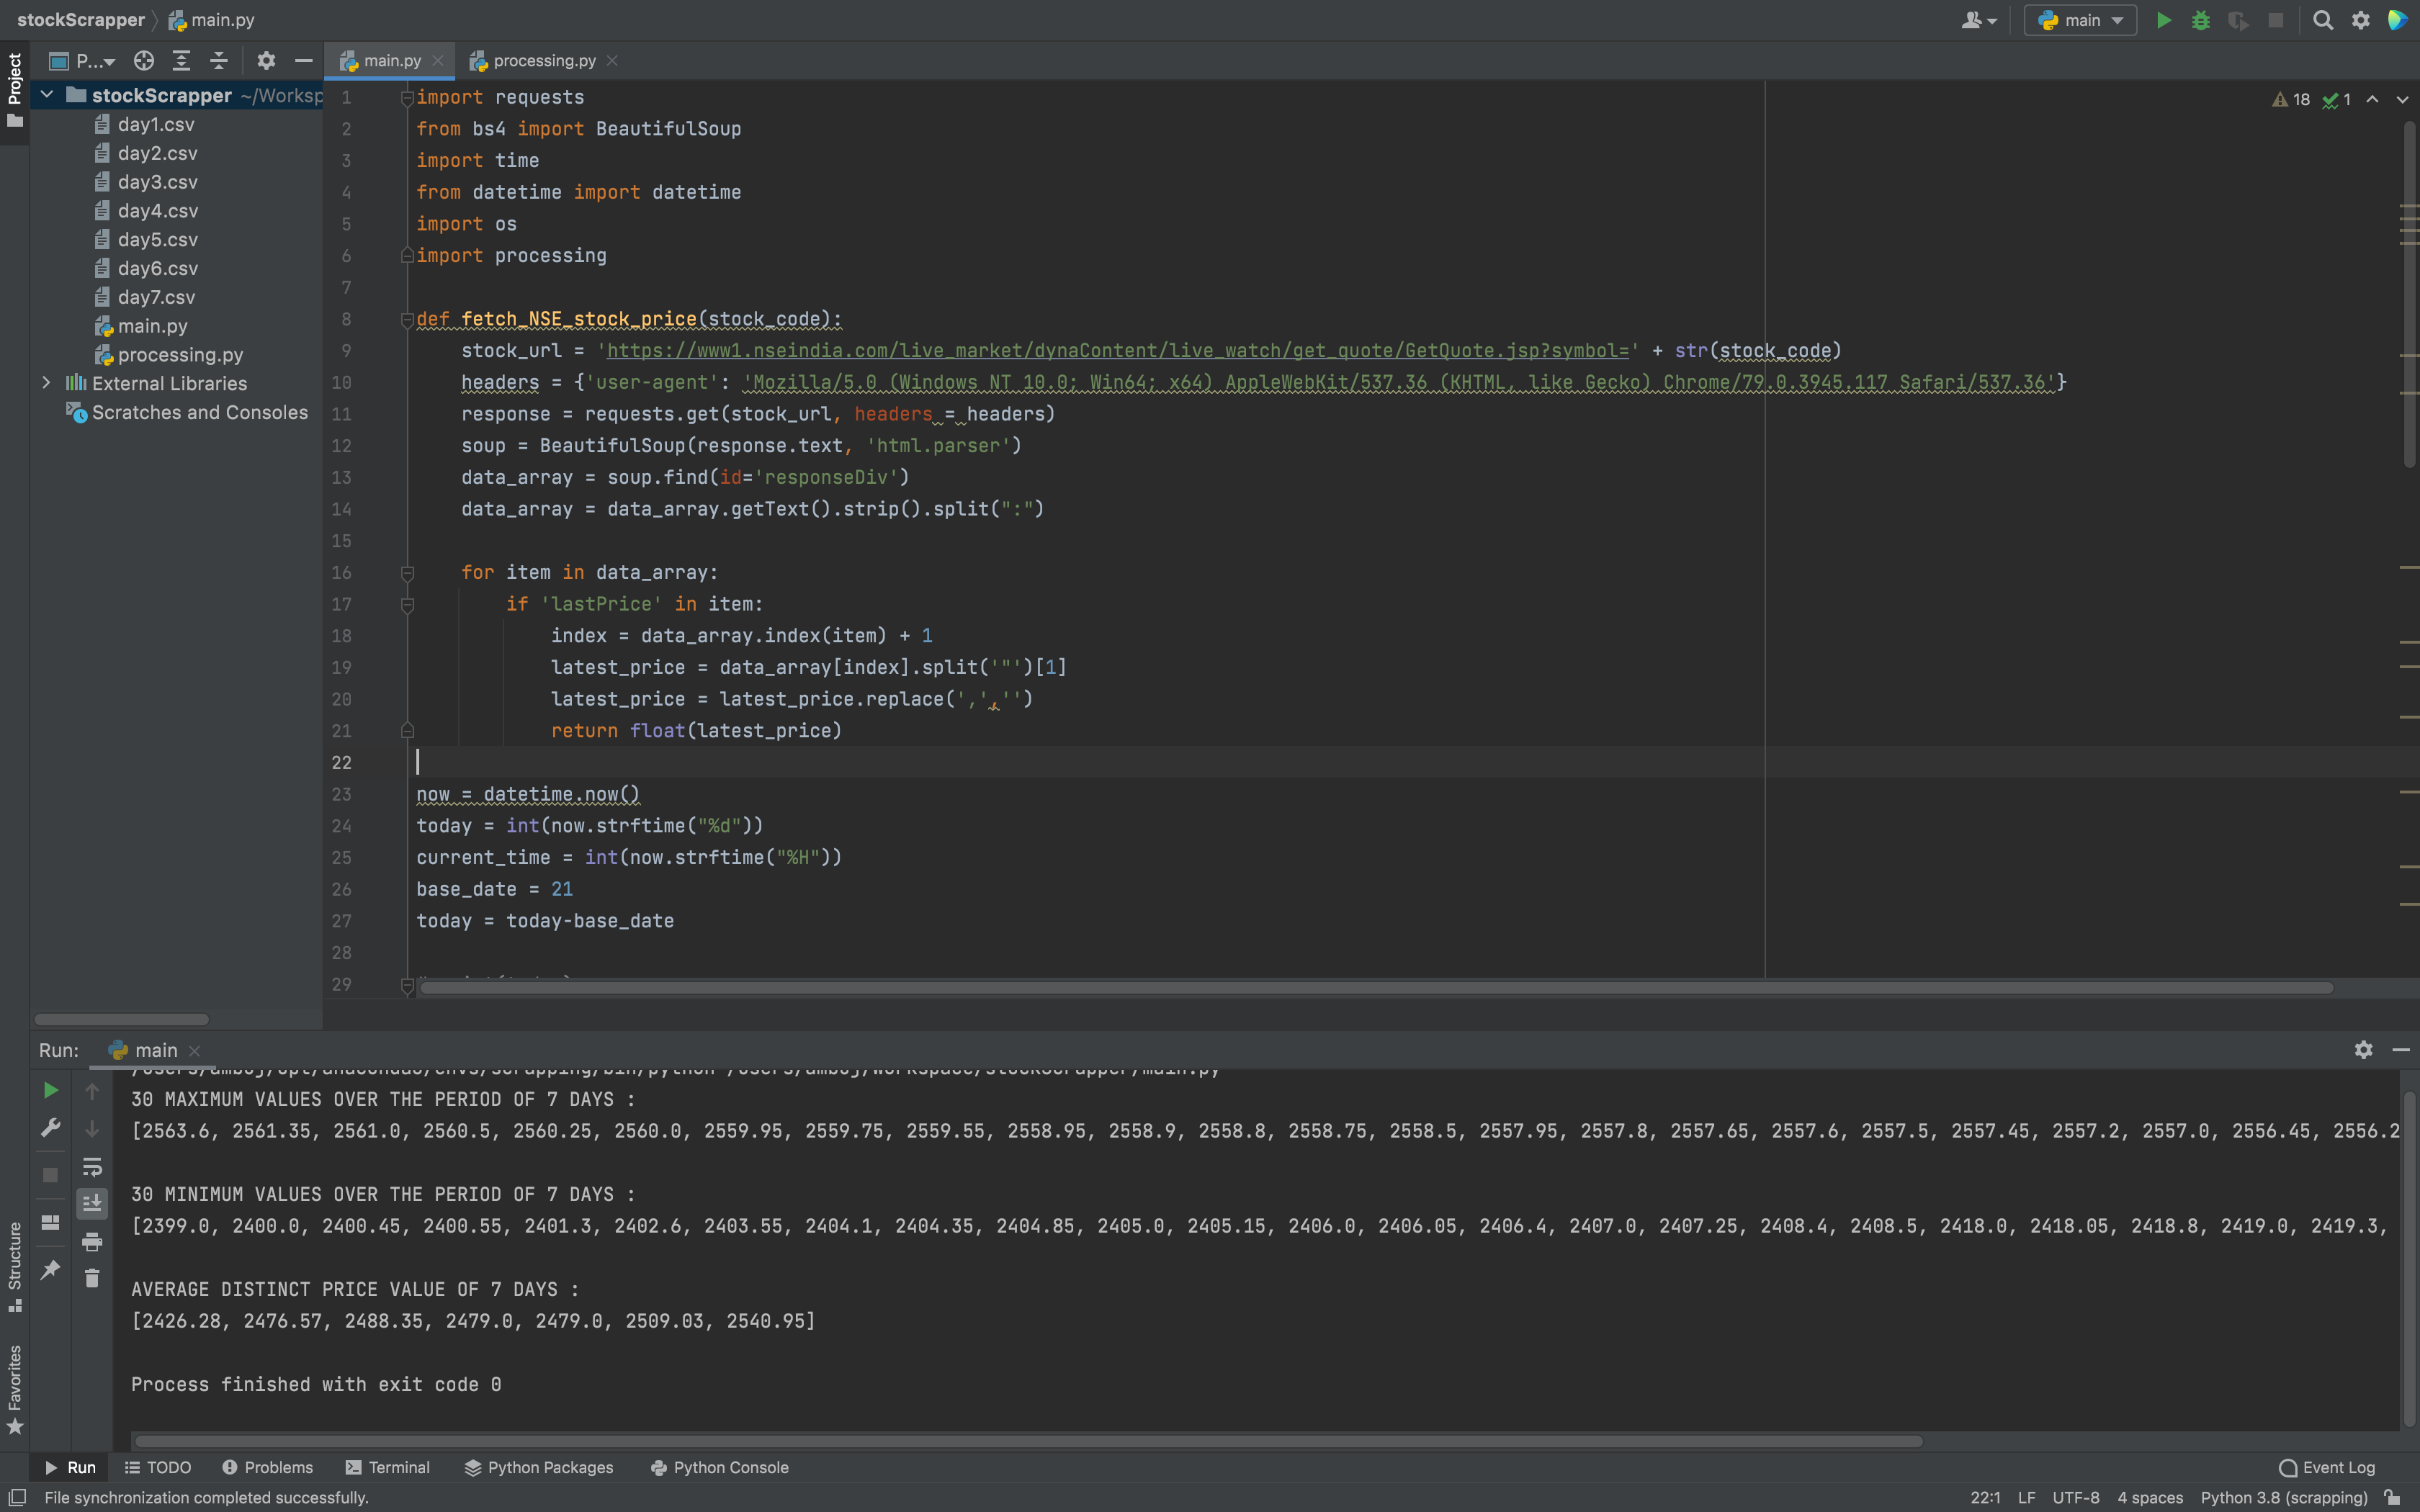 stockScrapper main.py
main
Project
P...
main.py
processing.py
stockScrapper ~/Worksp
day1.csv
day2.csv
day3.csv
day4.csv
day5.csv
day6.csv
day7.csv
main.py
processing.py
External Libraries
Scratches and Consoles
18 1
1 import requests
2 from bs4 import BeautifulSoup
3 import time
4 from datetime import datetime
5 import os
6 import processing
7
8 def fetch_NSE_stock_price(stock_code):
9 stock_url = 'https://www1.nseindia.com/live_market/dynaContent/live_watch/get_quote/GetQuote.jsp?symbol=' + str(stock_code)
10 headers = {'user-agent': 'Mozilla/5.0 (Windows NT 10.0; Win64; x64) AppleWebKit/537.36 (KHTML, like Gecko) Chrome/79.0.3945.117 Safari/537.36'}
11 response = requests.get(stock_url, headers = headers)
12 soup = BeautifulSoup(response.text, 'html.parser')
13 data_array = soup.find(id='responseDiv')
14 data_array = data_array.getText().strip().split(":")
15
16 for item in data_array:
17 if 'lastPrice' in item:
18 index = data_array.index(item) + 1
19 latest_price = data_array[index].split('"')[1]
20 latest_price = latest_price.replace(',','')
21 return float(latest_price)
22
23 now = datetime.now()
24 today = int(now.strftime("%d"))
25 current_time = int(now.strftime("%H"))
26 base_date = 21
27 today = today-base_date
28
29
Run: main
/Users/ambuj/opt/anaconda3/envs/scrapping/bin/python /Users/ambuj/Workspace/stockScrapper/main.py
30 MAXIMUM VALUES OVER THE PERIOD OF 7 DAYS :
[2563.6, 2561.35, 2561.0, 2560.5, 2560.25, 2560.0, 2559.95, 2559.75, 2559.55, 2558.95, 2558.9, 2558.8, 2558.75, 2558.5, 2557.95, 2557.8, 2557.65, 2557.6, 2557.5, 2557.45, 2557.2, 2557.0, 2556.45, 2556.2
30 MINIMUM VALUES OVER THE PERIOD OF 7 DAYS :
[2399.0, 2400.0, 2400.45, 2400.55, 2401.3, 2402.6, 2403.55, 2404.1, 2404.35, 2404.85, 2405.0, 2405.15, 2406.0, 2406.05, 2406.4, 2407.0, 2407.25, 2408.4, 2408.5, 2418.0, 2418.05, 2418.8, 2419.0, 2419.3,
AVERAGE DISTINCT PRICE VALUE OF 7 DAYS :
[2426.28, 2476.57, 2488.35, 2479.0, 2479.0, 2509.03, 2540.95]
Process finished with exit code 0
Structure
Favorites
Run TODO Problems Terminal Python Packages Python Console Event Log
File synchronization completed successfully. 22:1 LF UTF-8 4 spaces Python 3.8 (scrapping)